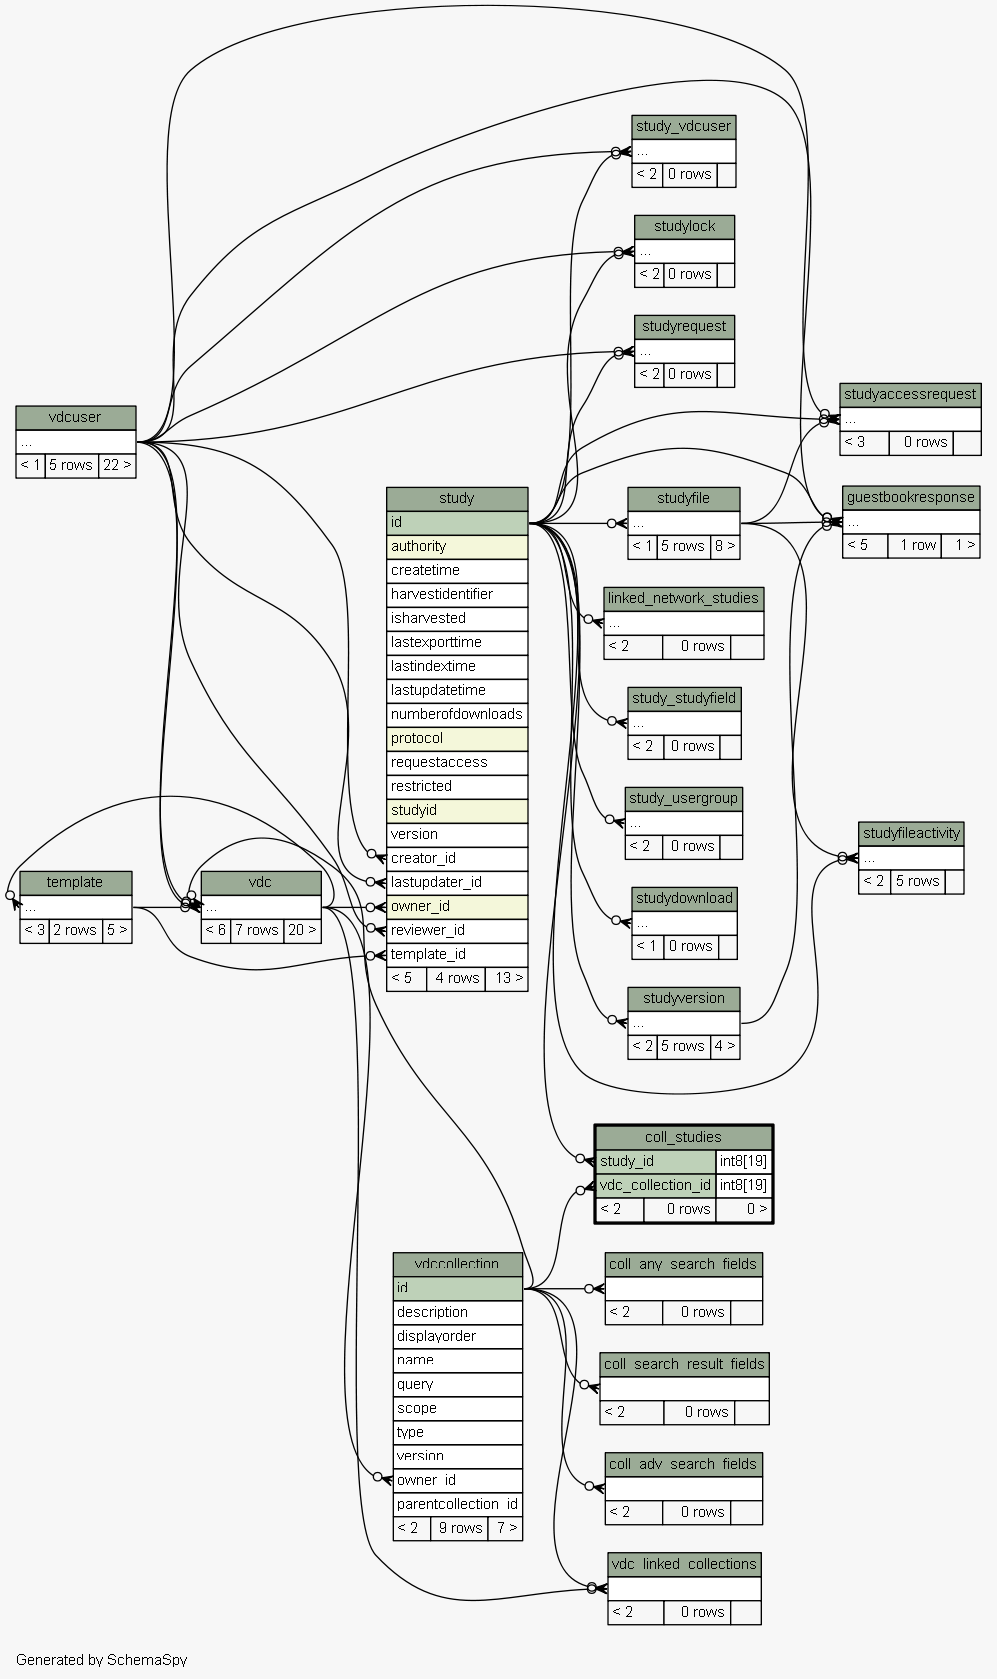 study_vdcuser
...
< 2 0 rows
studylock
...
< 2 0 rows
studyrequest
...
< 2 0 rows
studyaccessrequest
...
< 3 0 rows
vdcuser
...
< 1 5 rows 22 >
guestbookresponse
...
< 5 1 row 1 >
study
id
authority
createtime
harvestidentifier
isharvested
lastexporttime
lastindextime
lastupdatetime
numberofdownloads
protocol
requestaccess
restricted
studyid
version
creator_id
lastupdater_id
owner_id
reviewer_id
template_id
< 5 4 rows 13 >
studyfile
...
< 1 5 rows 8 >
linked_network_studies
...
< 2 0 rows
study_studyfield
...
< 2 0 rows
study_usergroup
...
< 2 0 rows
studyfileactivity
...
< 2 5 rows
template
...
< 3 2 rows 5 >
vdc
...
< 6 7 rows 20 >
studydownload
...
< 1 0 rows
studyversion
...
< 2 5 rows 4 >
coll_studies
study_id int8[19]
vdc_collection_id int8[19]
< 2 0 rows 0 >
vdccollection
id
description
displayorder
name
query
scope
type
version
owner_id
parentcollection_id
< 2 9 rows 7 >
coll_any_search_fields
< 2 0 rows
coll_search_result_fields
< 2 0 rows
coll_adv_search_fields
< 2 0 rows
vdc_linked_collections
< 2 0 rows
Generated by SchemaSpy